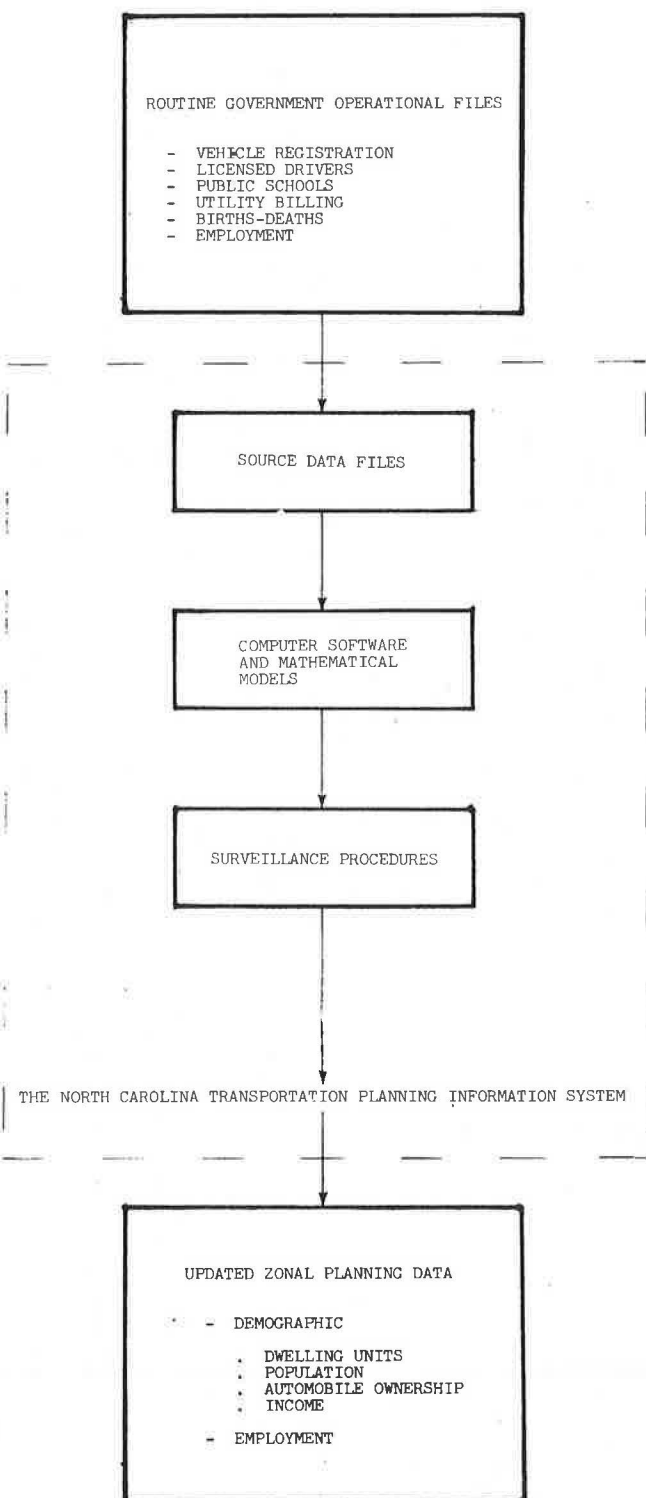 ROUTINE GOVERNMENT OPERATIONAL FILES
- VEHICLE REGISTRATION
- LICENSED DRIVERS
- PUBLIC SCHOOLS
- UTILITY BILLING
- BIRTHS-DEATHS
- EMPLOYMENT
SOURCE DATA FILES
COMPUTER SOFTWARE
AND MATHEMATICAL
MODELS
SURVEILLANCE PROCEDURES
THE NORTH CAROLINA TRANSPORTATION PLANNING INFORMATION SYSTEM
UPDATED ZONAL PLANNING DATA
- DEMOGRAPHIC
. DWELLING UNITS
. POPULATION
. AUTOMOBILE OWNERSHIP
. INCOME
- EMPLOYMENT